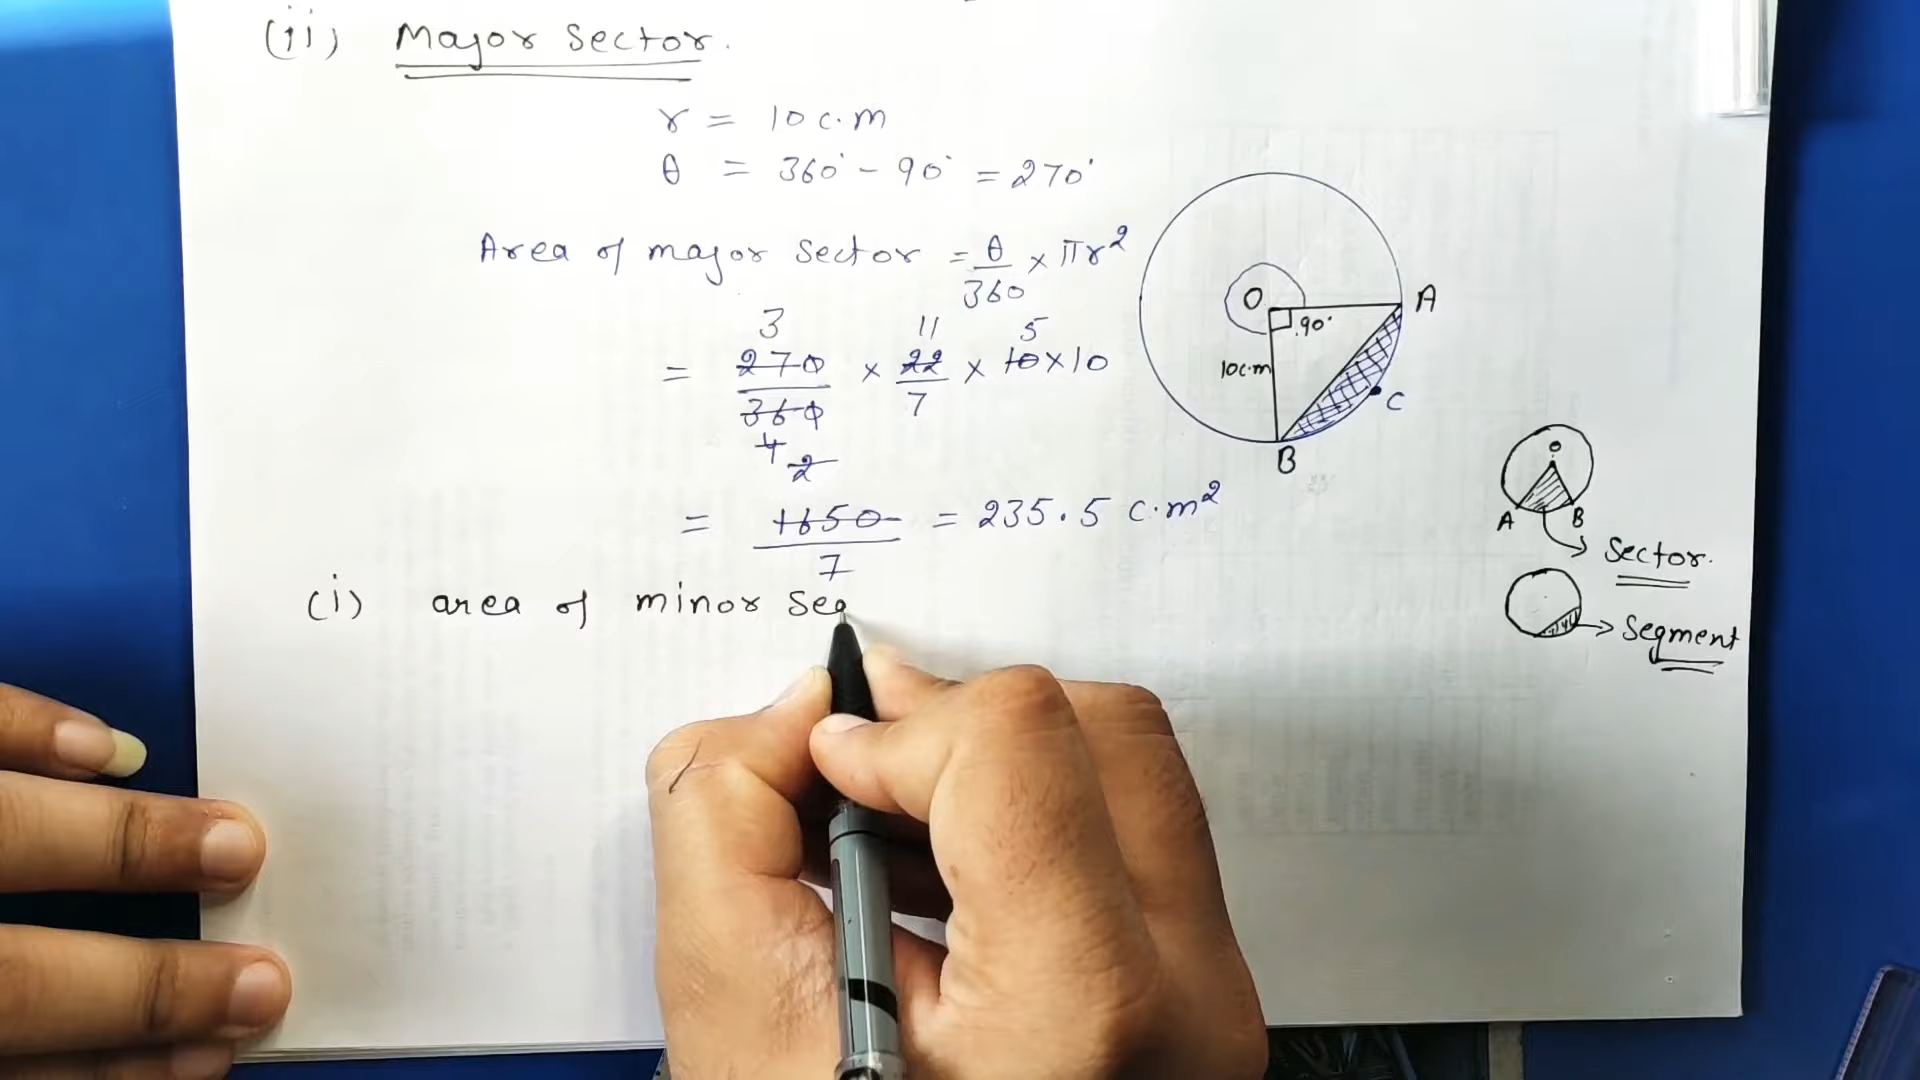 (ii) Major Sector.
r = 10 c.m
θ = 360° - 90° = 270°
Area of major Sector = θ/360 × πr²
3 11 5
= 270/360 × 22/7 × 10 × 10
4 2
= 1650/7 = 235.5 c.m²
(i) area of minor Seg
O
A
90°
10c.m
C
B
O
A B
Sector.
Segment